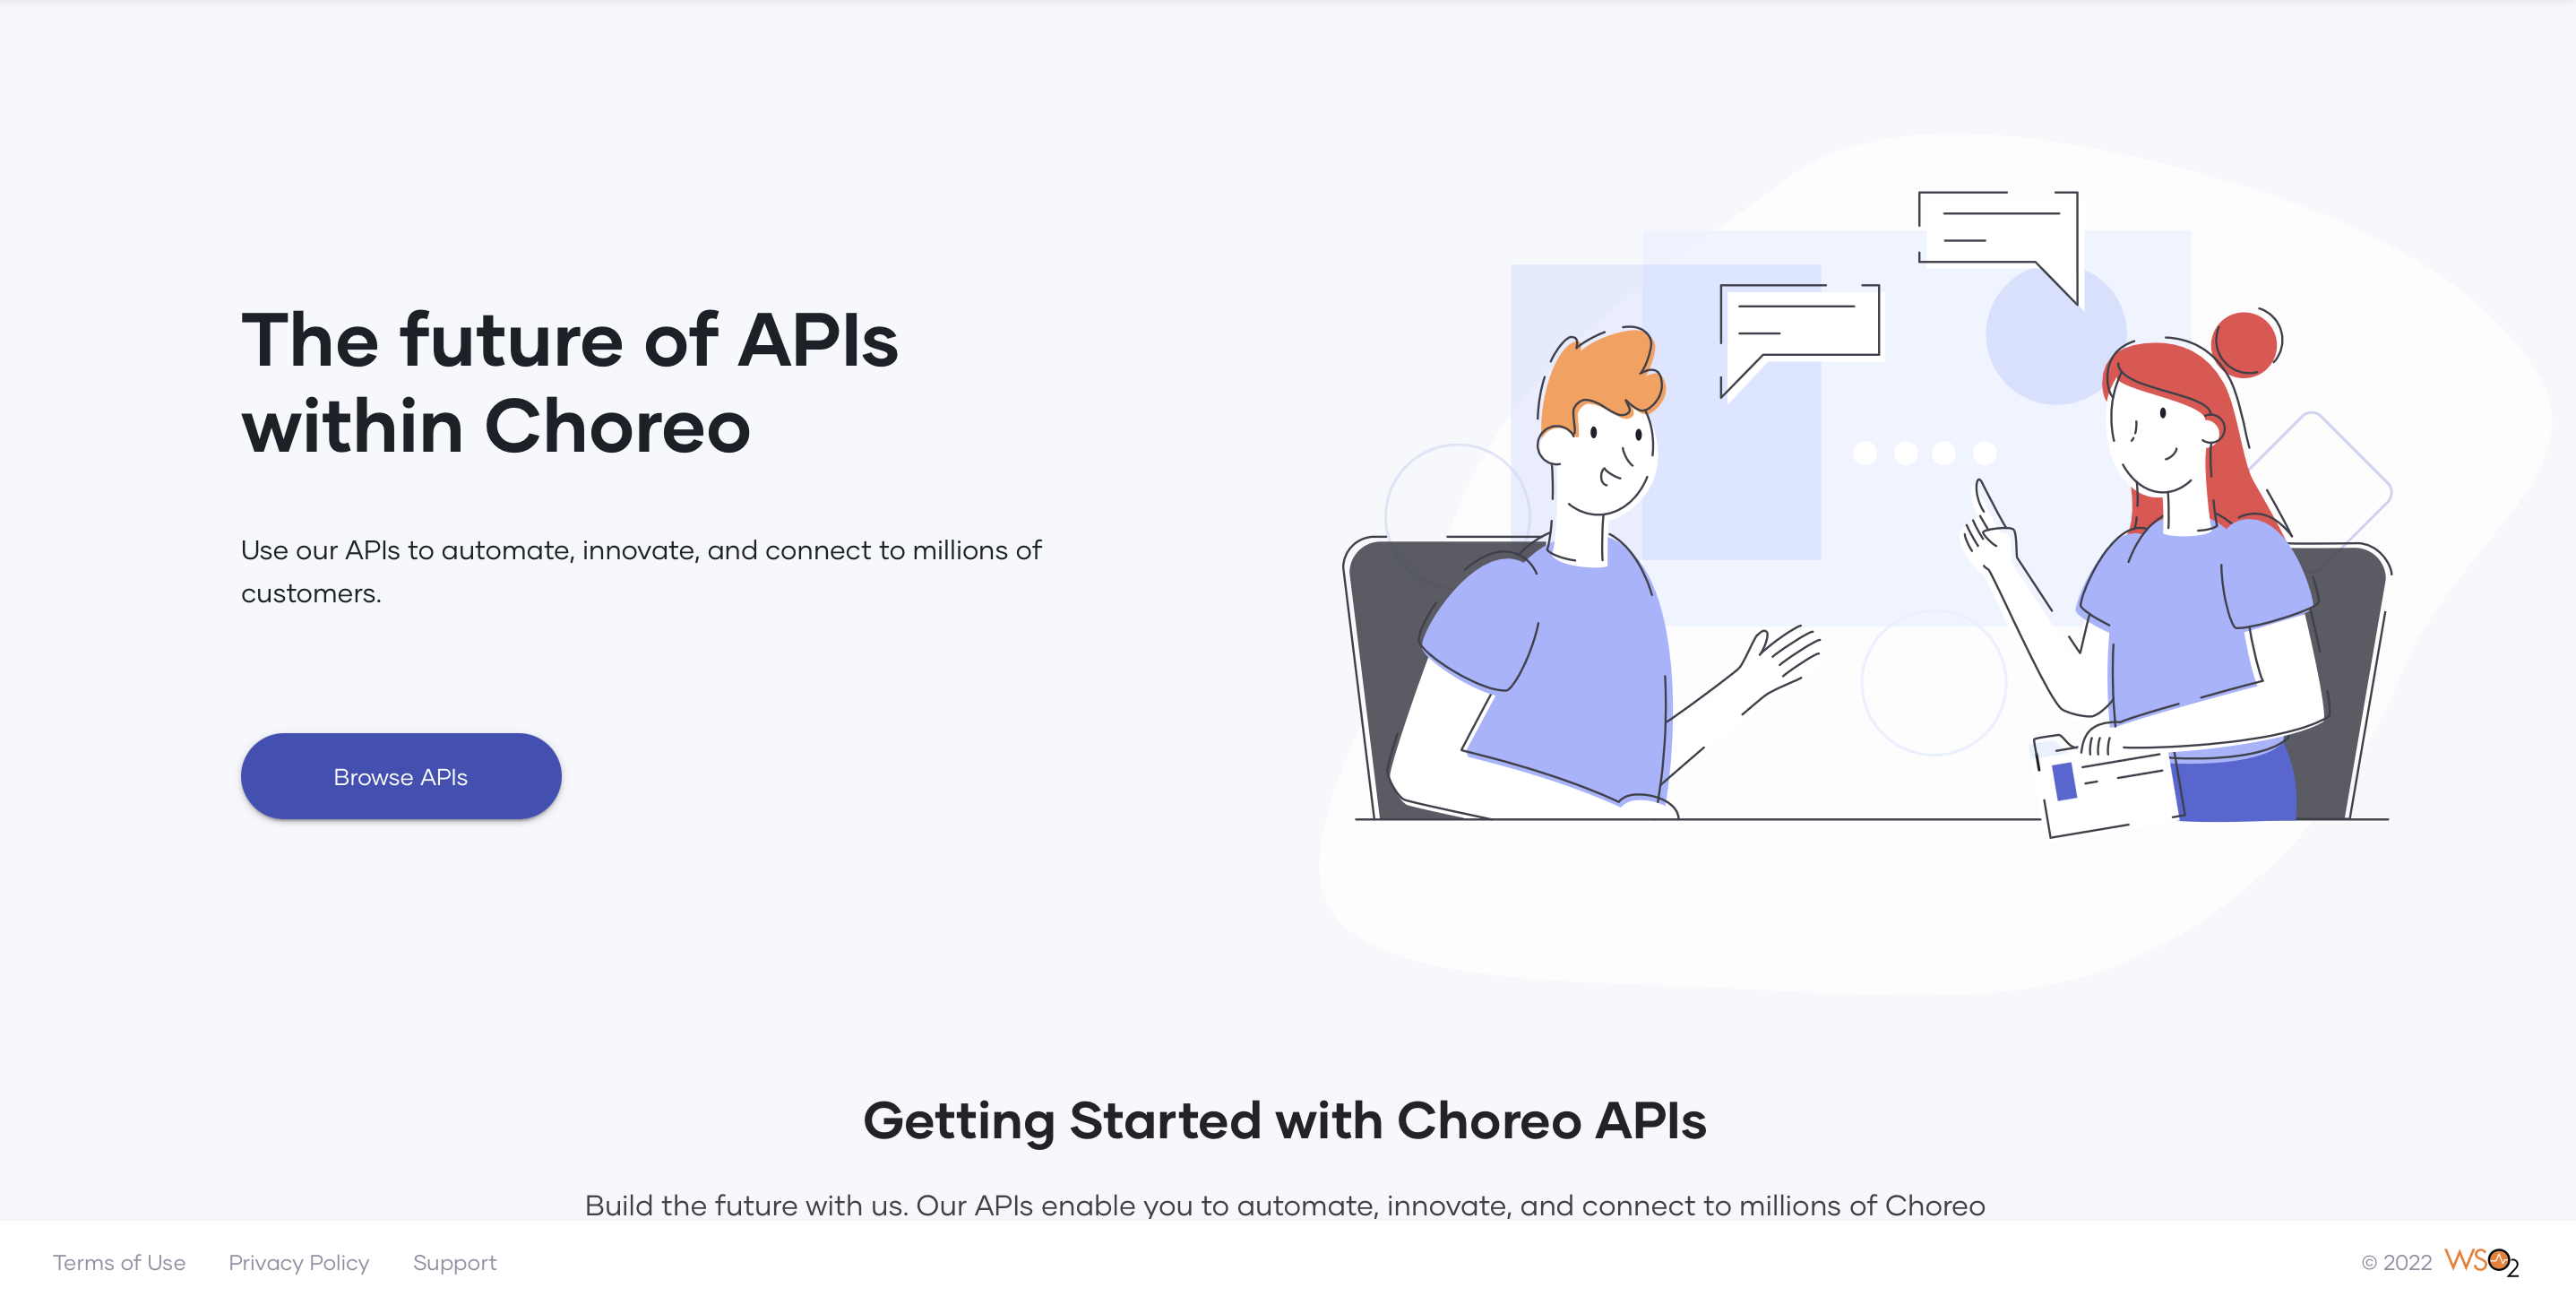 The future of APIs
within Choreo
Use our APIs to automate, innovate, and connect to millions of
customers.
Browse APIs
Getting Started with Choreo APIs
Build the future with us. Our APIs enable you to automate, innovate, and connect to millions of Choreo
Terms of Use Privacy Policy Support © 2022 WSO2